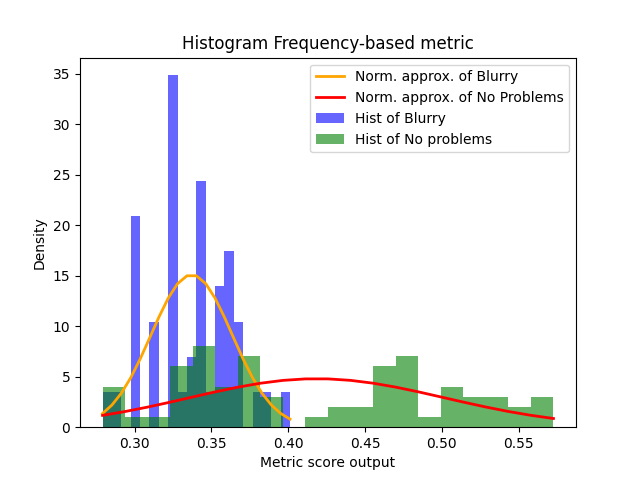 Histogram Frequency-based metric
Norm. approx. of Blurry
Norm. approx. of No Problems
Hist of Blurry
Hist of No problems
35
30
25
20
15
10
5
0
Density
0.30 0.35 0.40 0.45 0.50 0.55
Metric score output